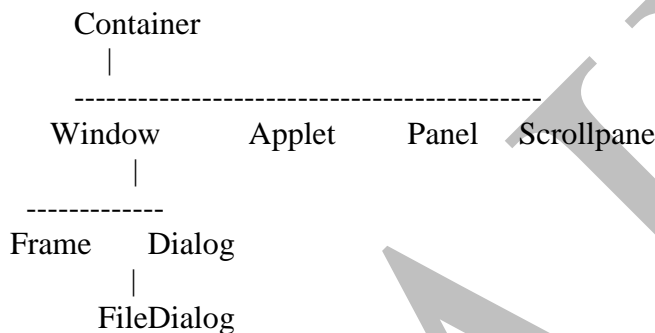 Container
|
--------------------------------------------
Window Applet Panel Scrollpane
|
-------------
Frame Dialog
|
FileDialog